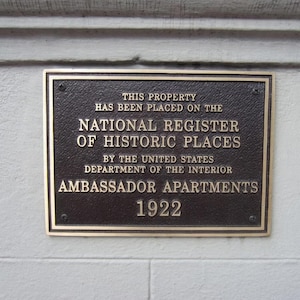 THIS PROPERTY
HAS BEEN PLACED ON THE
NATIONAL REGISTER
OF HISTORIC PLACES
BY THE UNITED STATES
DEPARTMENT OF THE INTERIOR
AMBASSADOR APARTMENTS
1922